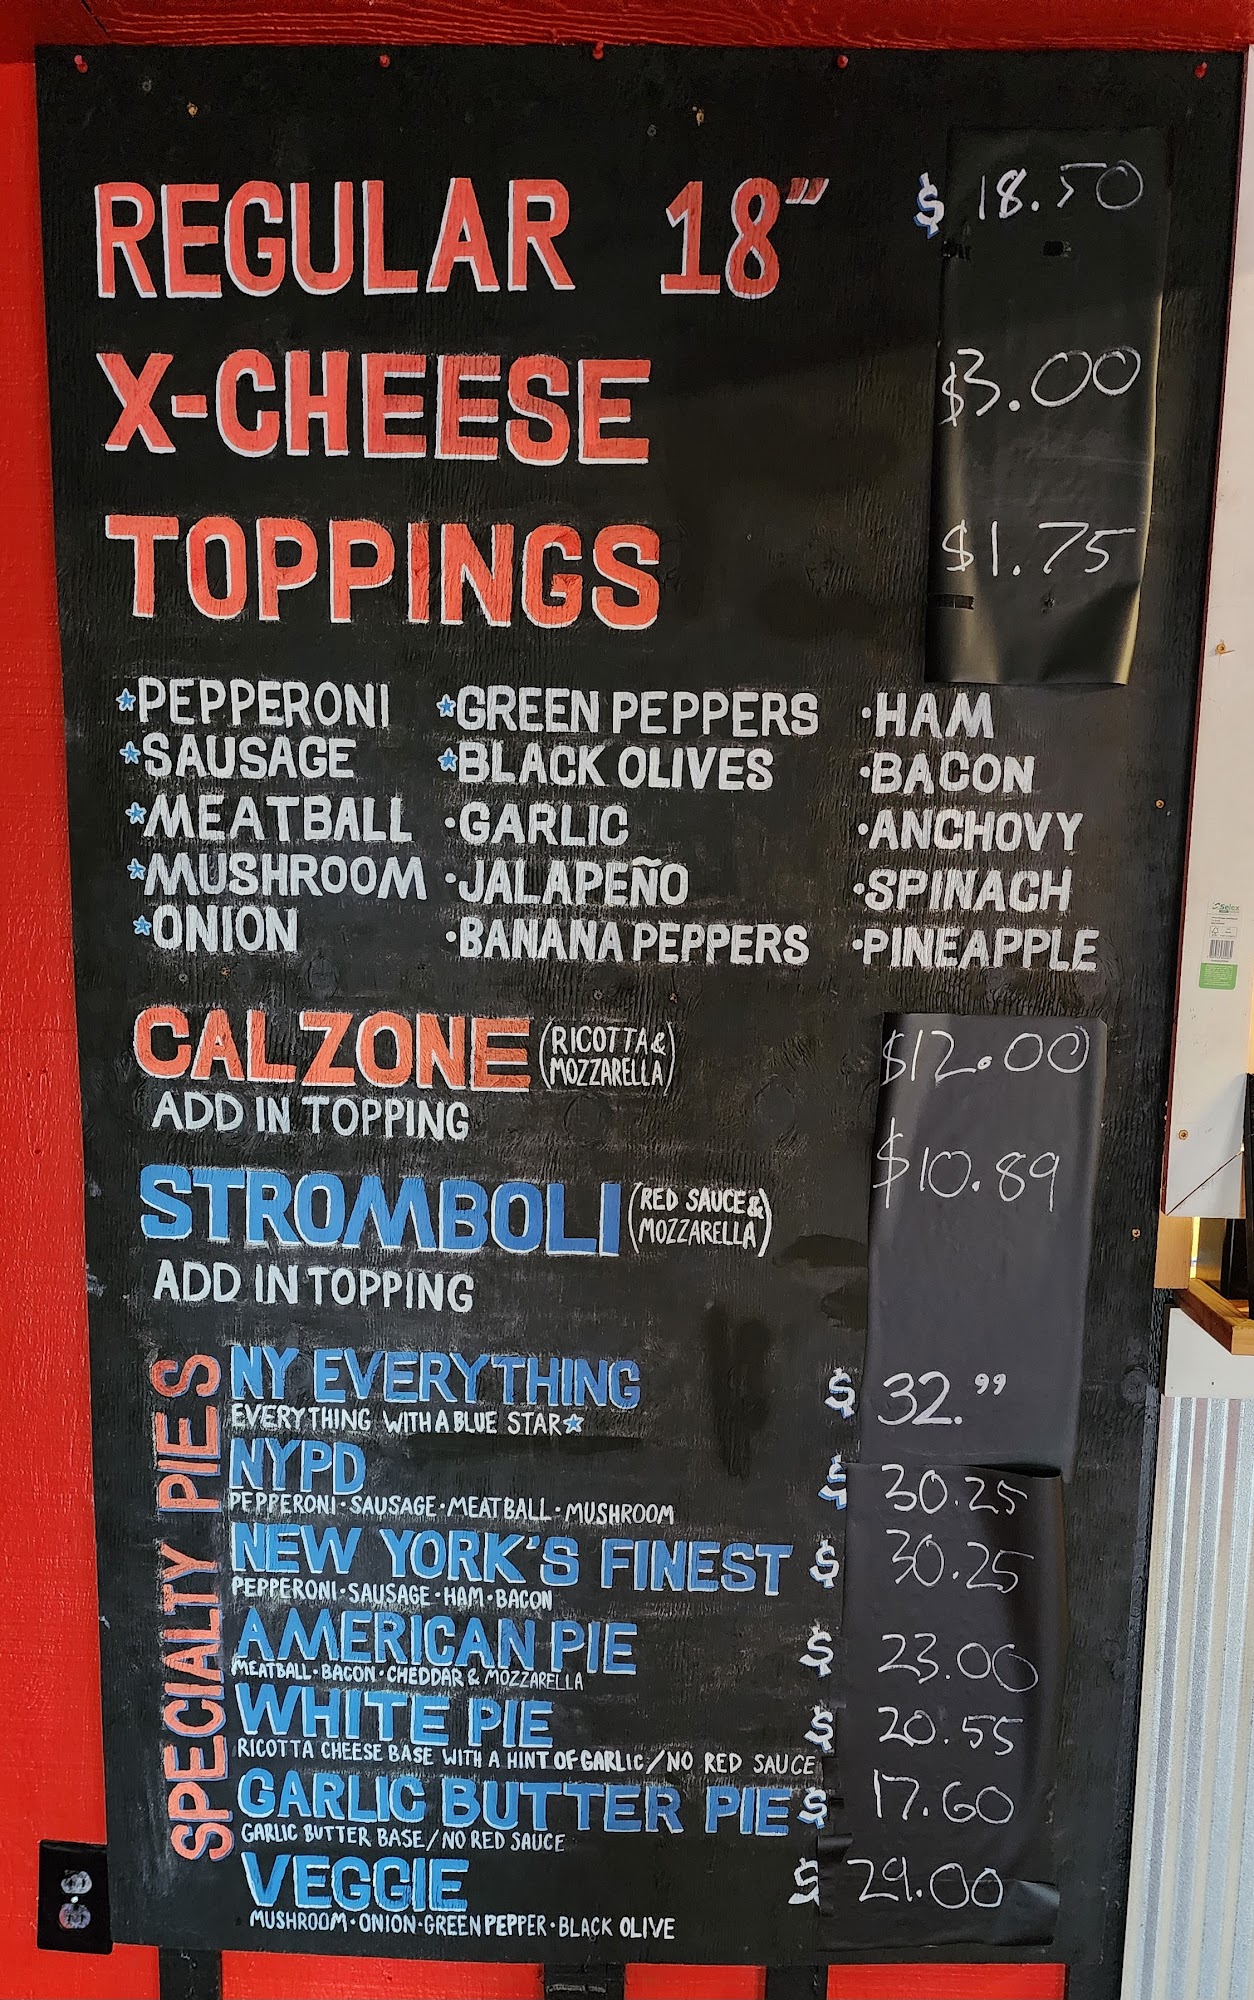 REGULAR 18" $ 18.50
X-CHEESE $3.00
TOPPINGS $1.75
*PEPPERONI *GREEN PEPPERS •HAM
*SAUSAGE *BLACK OLIVES •BACON
*MEATBALL •GARLIC •ANCHOVY
*MUSHROOM •JALAPEÑO •SPINACH
*ONION •BANANA PEPPERS •PINEAPPLE
CALZONE (RICOTTA & MOZZARELLA) $12.00
ADD IN TOPPING
STROMBOLI (RED SAUCE & MOZZARELLA) $10.89
ADD IN TOPPING
SPECIALTY PIES
NY EVERYTHING $ 32.99
EVERYTHING WITH A BLUE STAR*
NYPD $ 30.25
PEPPERONI•SAUSAGE•MEATBALL•MUSHROOM
NEW YORK'S FINEST $ 30.25
PEPPERONI•SAUSAGE•HAM•BACON
AMERICAN PIE $ 23.00
MEATBALL•BACON•CHEDDAR & MOZZARELLA
WHITE PIE $ 20.55
RICOTTA CHEESE BASE WITH A HINT OF GARLIC/NO RED SAUCE
GARLIC BUTTER PIE $ 17.60
GARLIC BUTTER BASE/NO RED SAUCE
VEGGIE $ 29.00
MUSHROOM•ONION•GREEN PEPPER•BLACK OLIVE
Selex